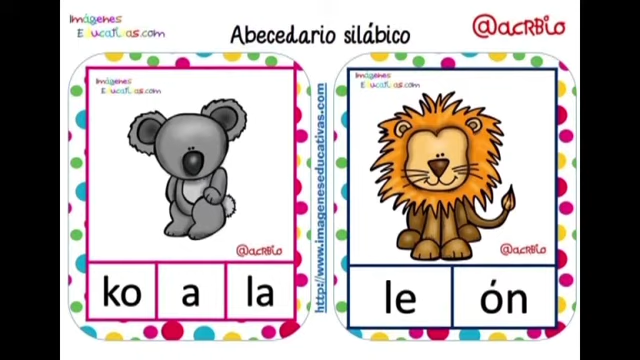 Imágenes
Educativas.com
Abecedario silábico
@acrbio
Imágenes
Educativas.com
@acrbio
ko a la
http://www.imageneseducativas.com
Imágenes
Educativas.com
@acrbio
le ón